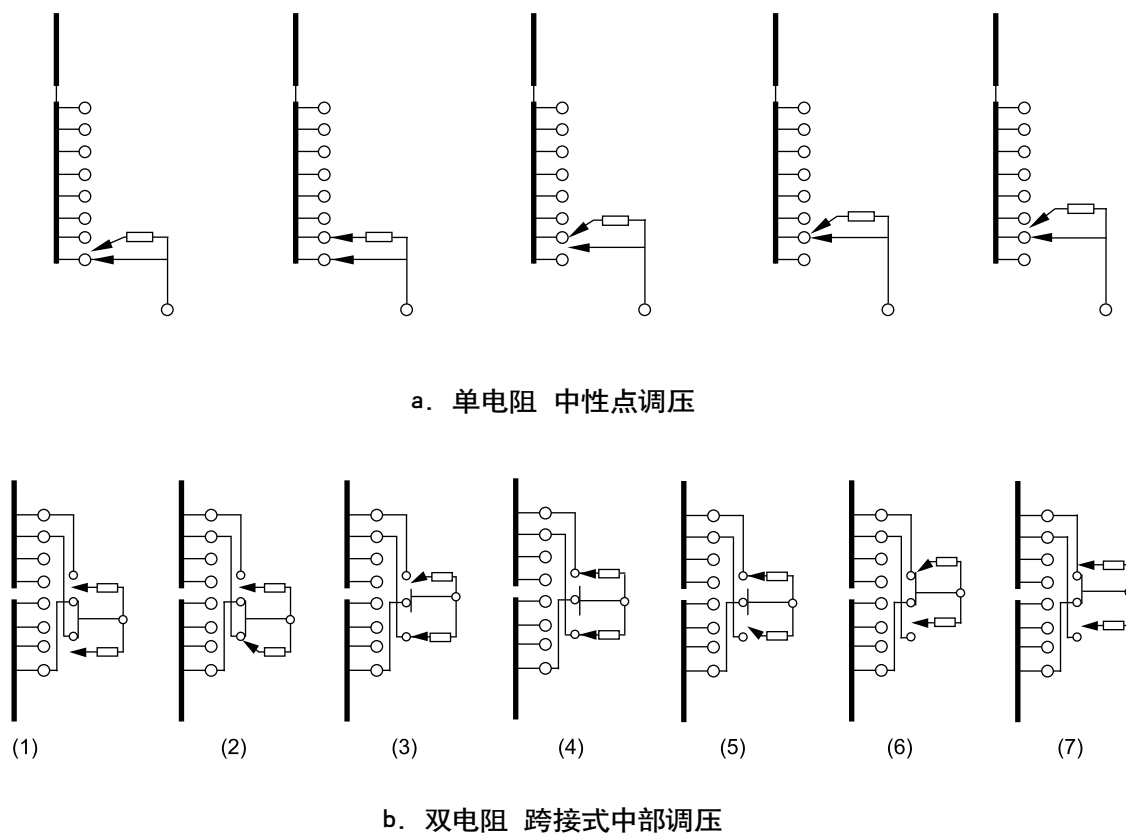 a. 单电阻 中性点调压
(1) (2) (3) (4) (5) (6) (7)
b. 双电阻 跨接式中部调压